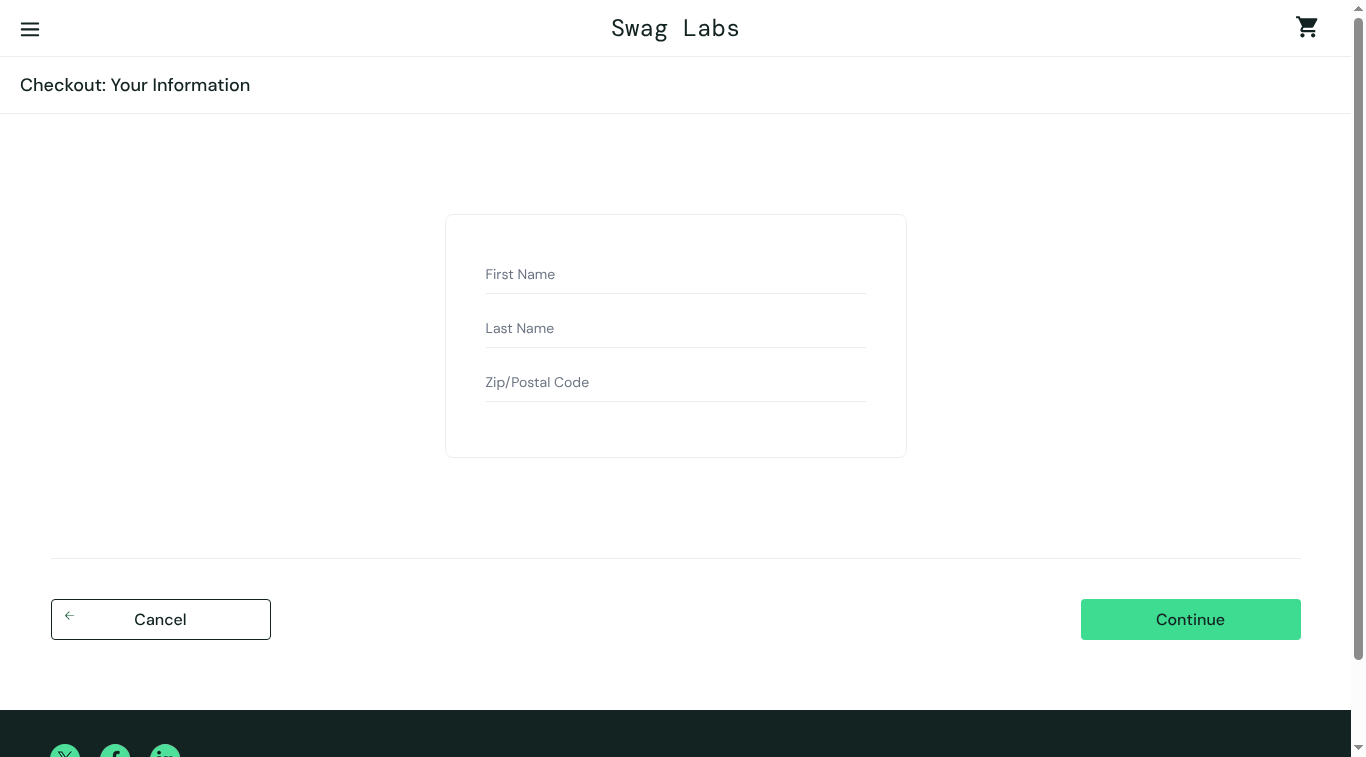 Swag Labs
Checkout: Your Information
First Name
Last Name
Zip/Postal Code
Cancel
Continue